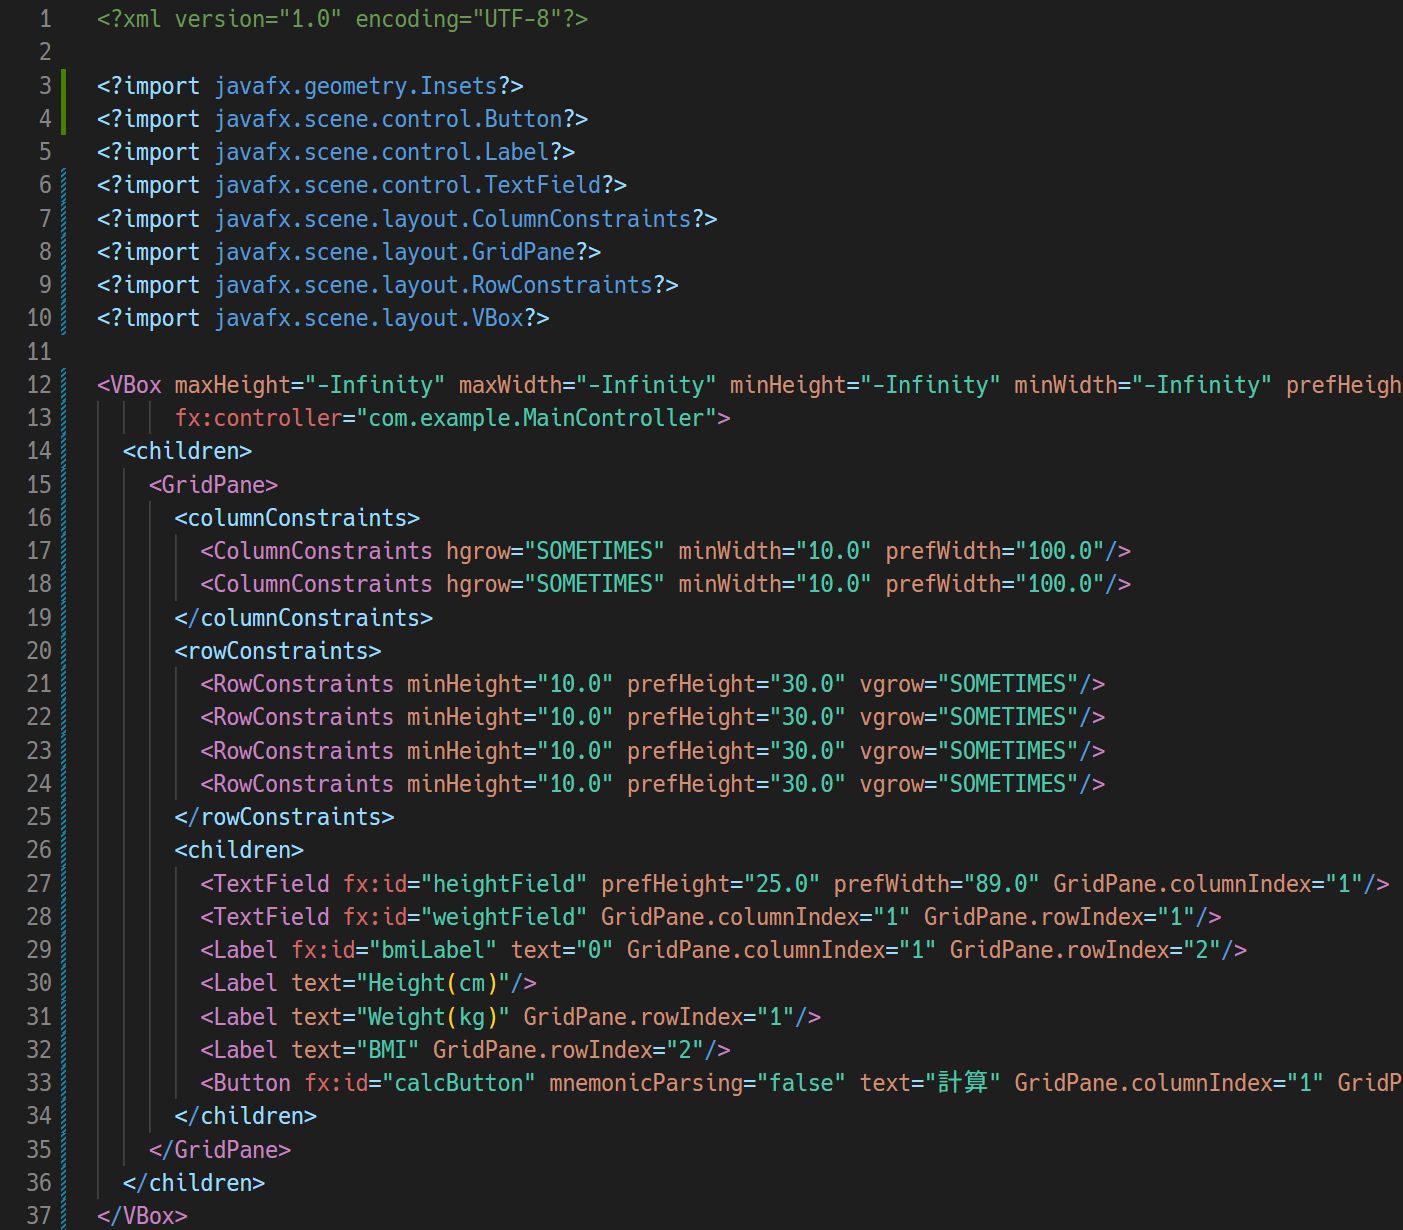 1 <?xml version="1.0" encoding="UTF-8"?>
2
3 <?import javafx.geometry.Insets?>
4 <?import javafx.scene.control.Button?>
5 <?import javafx.scene.control.Label?>
6 <?import javafx.scene.control.TextField?>
7 <?import javafx.scene.layout.ColumnConstraints?>
8 <?import javafx.scene.layout.GridPane?>
9 <?import javafx.scene.layout.RowConstraints?>
10 <?import javafx.scene.layout.VBox?>
11
12 <VBox maxHeight="-Infinity" maxWidth="-Infinity" minHeight="-Infinity" minWidth="-Infinity" prefHeigh
13 fx:controller="com.example.MainController">
14 <children>
15 <GridPane>
16 <columnConstraints>
17 <ColumnConstraints hgrow="SOMETIMES" minWidth="10.0" prefWidth="100.0"/>
18 <ColumnConstraints hgrow="SOMETIMES" minWidth="10.0" prefWidth="100.0"/>
19 </columnConstraints>
20 <rowConstraints>
21 <RowConstraints minHeight="10.0" prefHeight="30.0" vgrow="SOMETIMES"/>
22 <RowConstraints minHeight="10.0" prefHeight="30.0" vgrow="SOMETIMES"/>
23 <RowConstraints minHeight="10.0" prefHeight="30.0" vgrow="SOMETIMES"/>
24 <RowConstraints minHeight="10.0" prefHeight="30.0" vgrow="SOMETIMES"/>
25 </rowConstraints>
26 <children>
27 <TextField fx:id="heightField" prefHeight="25.0" prefWidth="89.0" GridPane.columnIndex="1"/>
28 <TextField fx:id="weightField" GridPane.columnIndex="1" GridPane.rowIndex="1"/>
29 <Label fx:id="bmiLabel" text="0" GridPane.columnIndex="1" GridPane.rowIndex="2"/>
30 <Label text="Height(cm)"/>
31 <Label text="Weight(kg)" GridPane.rowIndex="1"/>
32 <Label text="BMI" GridPane.rowIndex="2"/>
33 <Button fx:id="calcButton" mnemonicParsing="false" text="計算" GridPane.columnIndex="1" GridP
34 </children>
35 </GridPane>
36 </children>
37 </VBox>